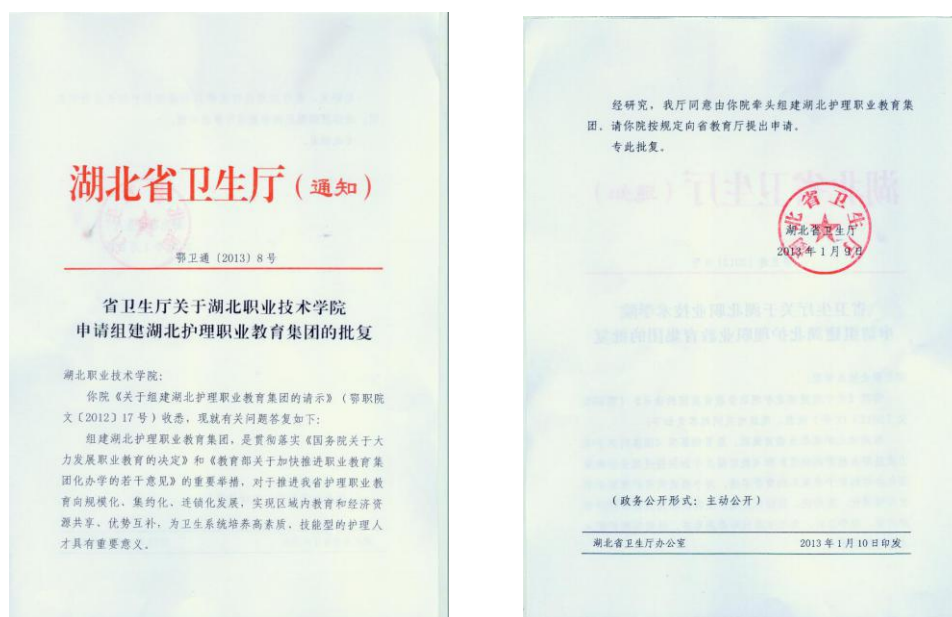 湖北省卫生厅（通知）
鄂卫通〔2013〕8号
省卫生厅关于湖北职业技术学院
申请组建湖北护理职业教育集团的批复
湖北职业技术学院：
你院《关于组建湖北护理职业教育集团的请示》（鄂职院
文〔2012〕17号）收悉，现就有关问题答复如下：
组建湖北护理职业教育集团，是贯彻落实《国务院关于大
力发展职业教育的决定》和《教育部关于加快推进职业教育集
团化办学的若干意见》的重要举措，对于推进我省护理职业教
育向规模化、集约化、连锁化发展，实现区域内教育和经济资
源共享、优势互补，为卫生系统培养高素质、技能型的护理人
才具有重要意义。
经研究，我厅同意由你院牵头组建湖北护理职业教育集
团，请你院按规定向省教育厅提出申请。
专此批复。
湖北省卫生厅
湖北省卫生厅
2013年1月9日
（政务公开形式：主动公开）
湖北省卫生厅办公室 2013年1月10日印发